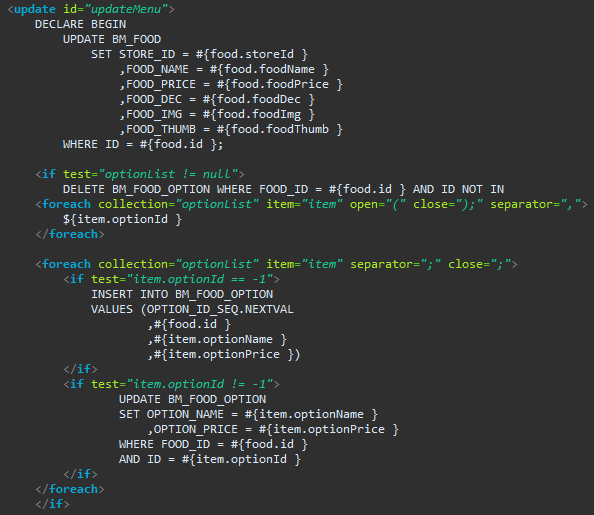 <update id="updateMenu">
    DECLARE BEGIN
        UPDATE BM_FOOD
            SET STORE_ID = #{food.storeId }
                ,FOOD_NAME = #{food.foodName }
                ,FOOD_PRICE = #{food.foodPrice }
                ,FOOD_DEC = #{food.foodDec }
                ,FOOD_IMG = #{food.foodImg }
                ,FOOD_THUMB = #{food.foodThumb }
        WHERE ID = #{food.id };
    <if test="optionList != null">
        DELETE BM_FOOD_OPTION WHERE FOOD_ID = #{food.id } AND ID NOT IN
    <foreach collection="optionList" item="item" open="(" close=");" separator=",">
        ${item.optionId }
    </foreach>
    <foreach collection="optionList" item="item" separator=";" close=";">
        <if test="item.optionId == -1">
            INSERT INTO BM_FOOD_OPTION
            VALUES (OPTION_ID_SEQ.NEXTVAL
                    ,#{food.id }
                    ,#{item.optionName }
                    ,#{item.optionPrice })
        </if>
        <if test="item.optionId != -1">
                UPDATE BM_FOOD_OPTION
                SET OPTION_NAME = #{item.optionName }
                    ,OPTION_PRICE = #{item.optionPrice }
                WHERE FOOD_ID = #{food.id }
                AND ID = #{item.optionId }
        </if>
    </foreach>
    </if>